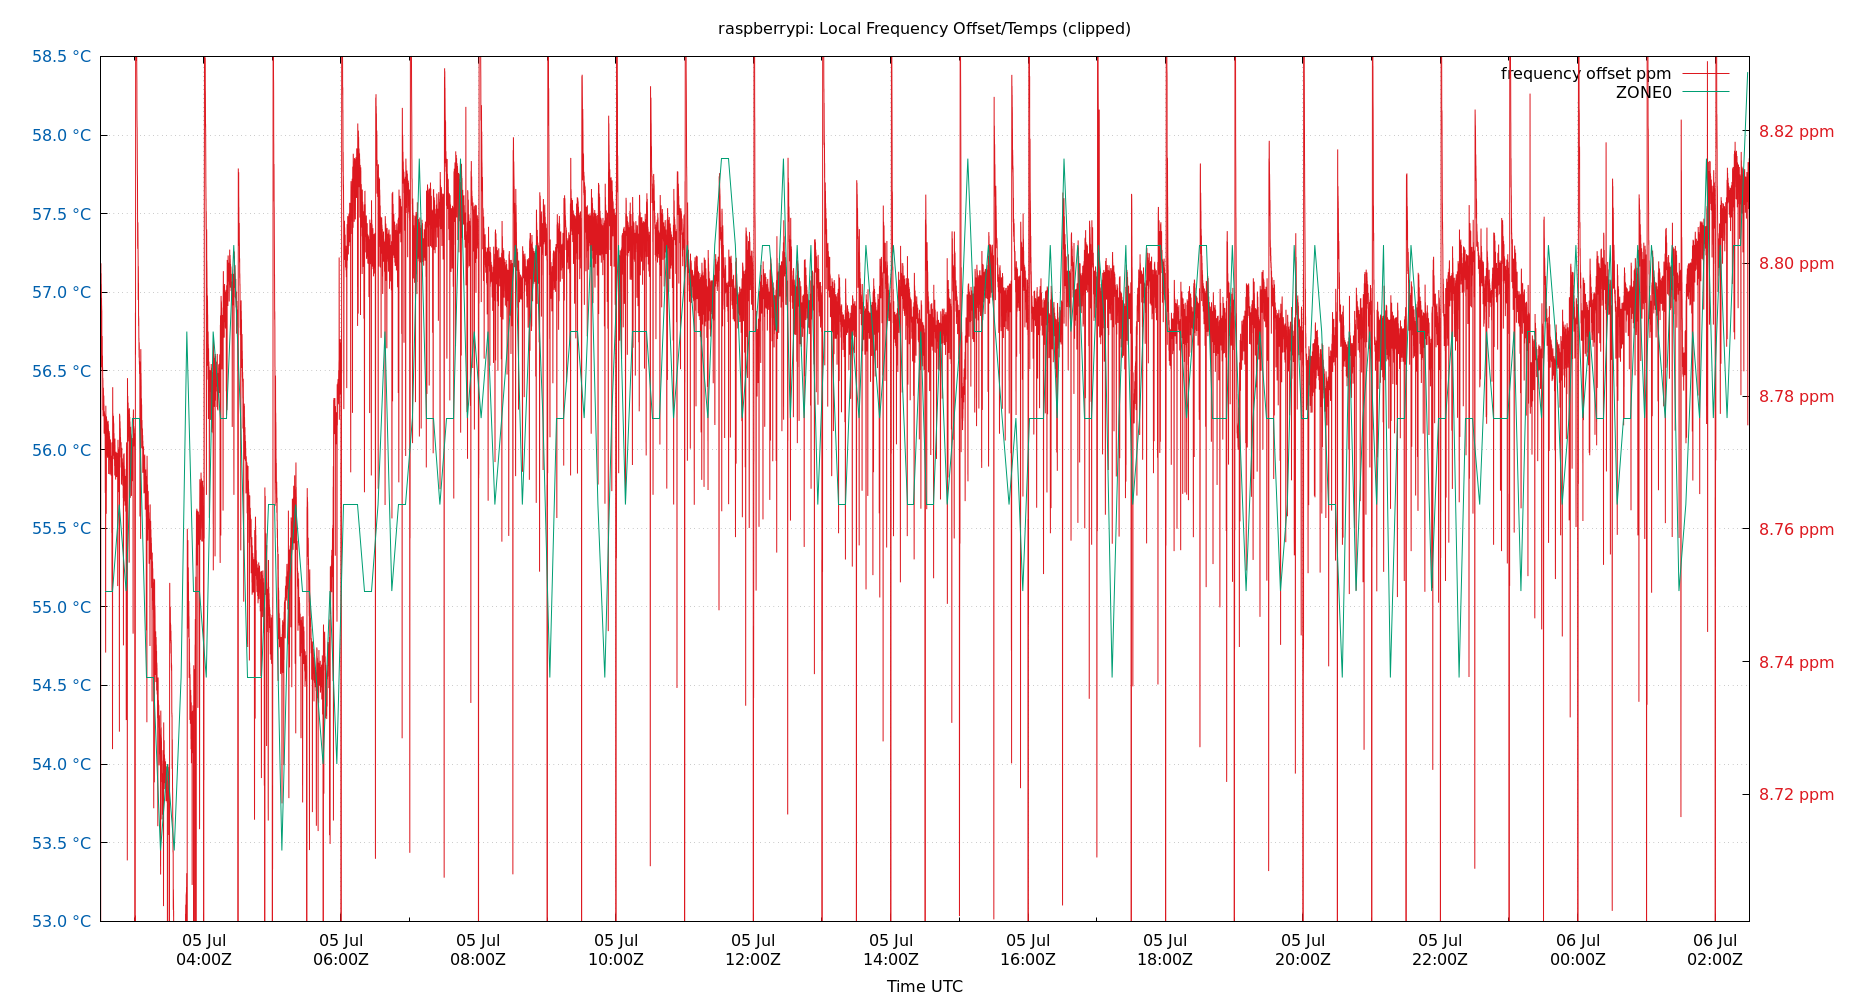 raspberrypi: Local Frequency Offset/Temps (clipped)
58.5 °C
58.0 °C
57.5 °C
57.0 °C
56.5 °C
56.0 °C
55.5 °C
55.0 °C
54.5 °C
54.0 °C
53.5 °C
53.0 °C
frequency offset ppm
ZONE0
8.82 ppm
8.80 ppm
8.78 ppm
8.76 ppm
8.74 ppm
8.72 ppm
05 Jul 05 Jul 05 Jul 05 Jul 05 Jul 05 Jul 05 Jul 05 Jul 05 Jul 05 Jul 06 Jul 06 Jul
04:00Z 06:00Z 08:00Z 10:00Z 12:00Z 14:00Z 16:00Z 18:00Z 20:00Z 22:00Z 00:00Z 02:00Z
Time UTC